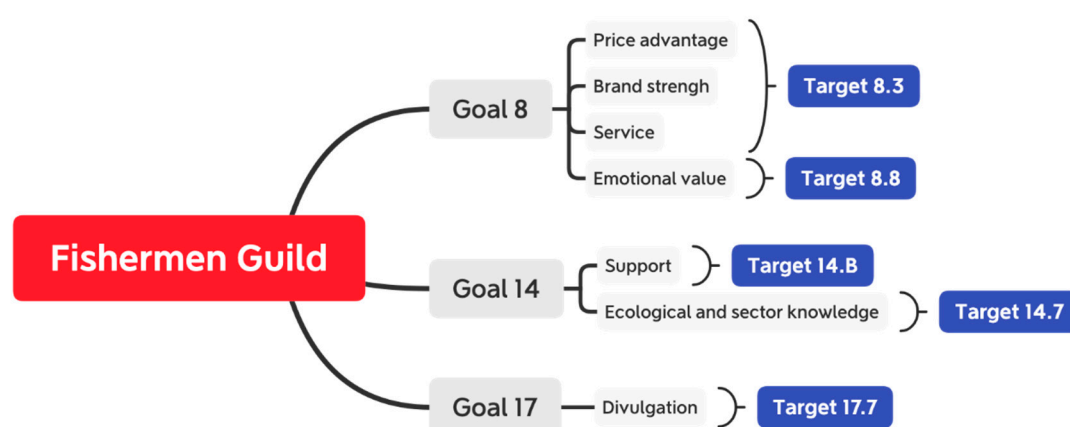 Fishermen Guild
Goal 8
Price advantage
Brand strengh
Service
Target 8.3
Emotional value
Target 8.8
Goal 14
Support
Target 14.B
Ecological and sector knowledge
Target 14.7
Goal 17
Divulgation
Target 17.7